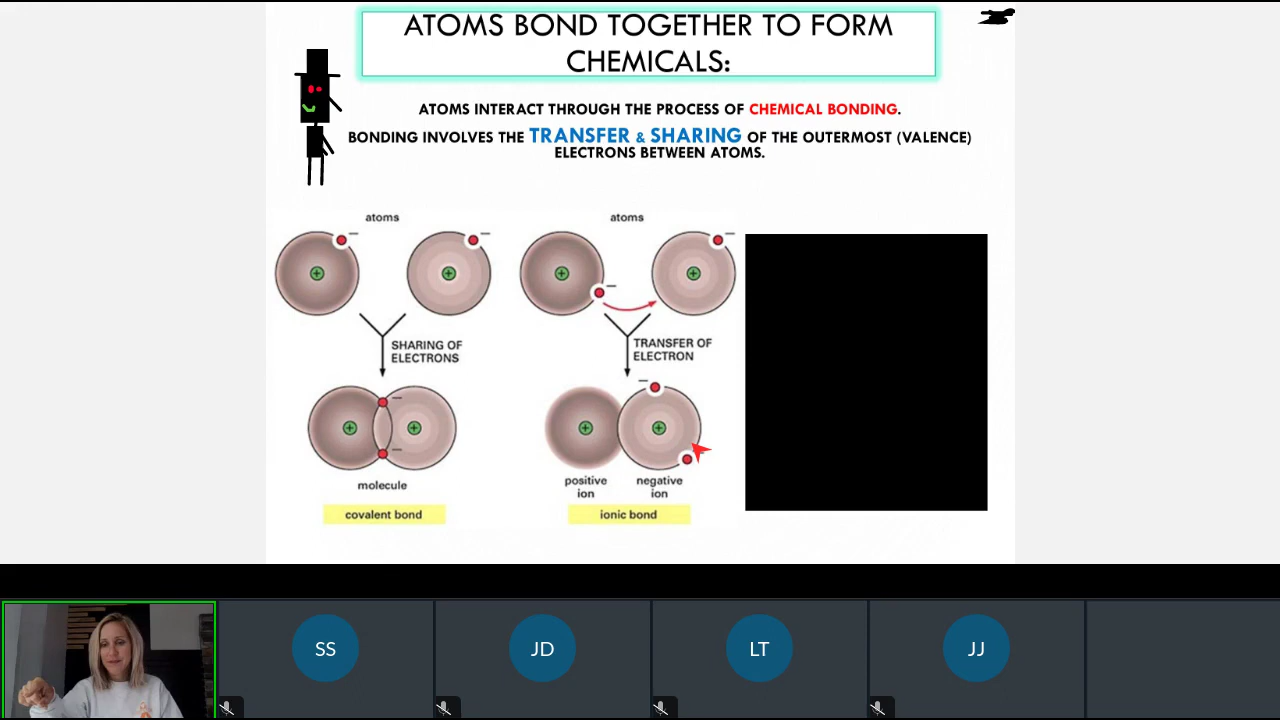 ATOMS BOND TOGETHER TO FORM
CHEMICALS:
ATOMS INTERACT THROUGH THE PROCESS OF CHEMICAL BONDING.
BONDING INVOLVES THE TRANSFER & SHARING OF THE OUTERMOST (VALENCE)
ELECTRONS BETWEEN ATOMS.
atoms
atoms
SHARING OF
ELECTRONS
TRANSFER OF
ELECTRON
molecule
positive
ion
negative
ion
covalent bond
ionic bond
SS
JD
LT
JJ